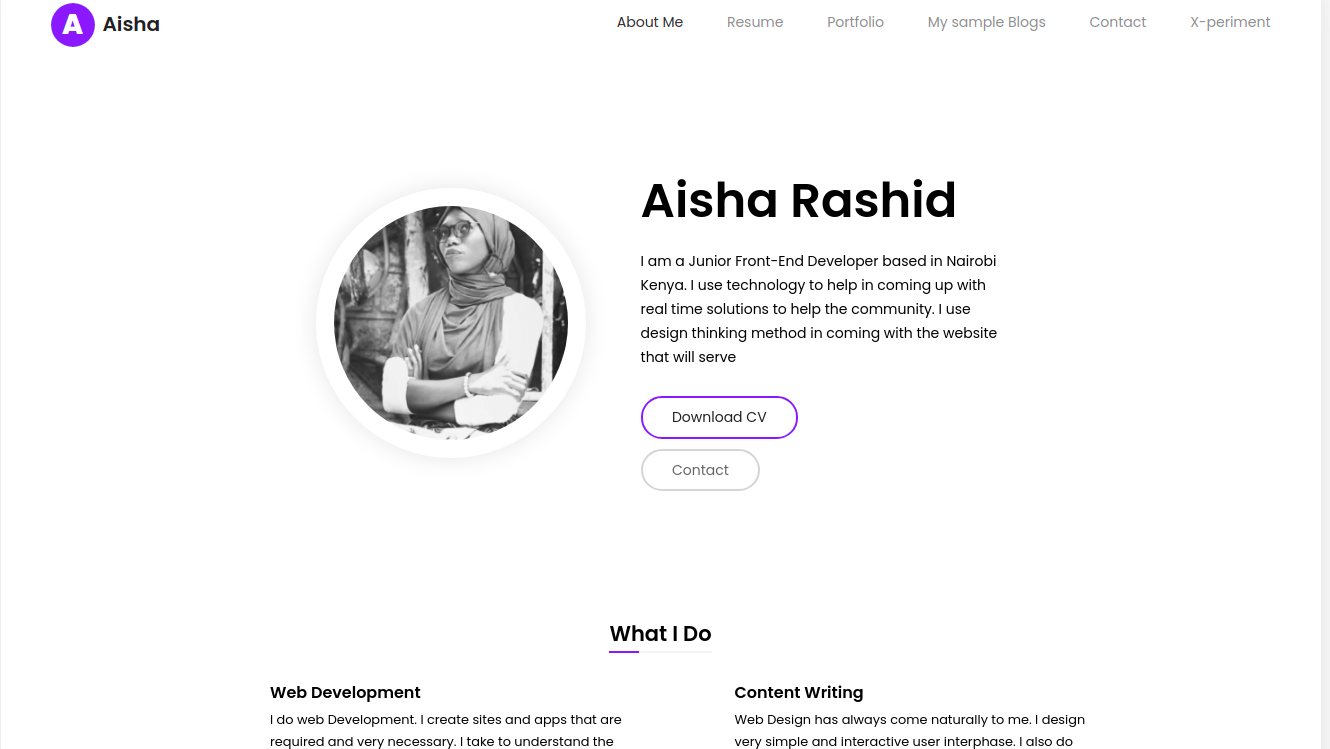 A Aisha
About Me Resume Portfolio My sample Blogs Contact X-periment
Aisha Rashid
I am a Junior Front-End Developer based in Nairobi
Kenya. I use technology to help in coming up with
real time solutions to help the community. I use
design thinking method in coming with the website
that will serve
Download CV
Contact
What I Do
Web Development
I do web Development. I create sites and apps that are
required and very necessary. I take to understand the
Content Writing
Web Design has always come naturally to me. I design
very simple and interactive user interphase. I also do